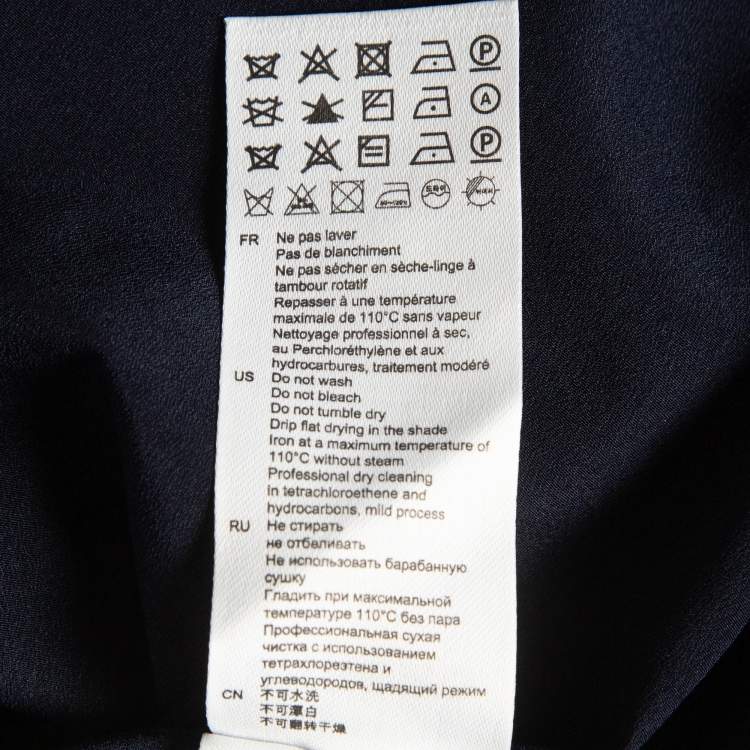 P
A
P
80~120℃
드라이
FR Ne pas laver
Pas de blanchiment
Ne pas sécher en sèche-linge à
tambour rotatif
Repasser à une température
maximale de 110°C sans vapeur
Nettoyage professionnel à sec,
au Perchloréthylène et aux
hydrocarbures, traitement modéré
US Do not wash
Do not bleach
Do not tumble dry
Drip flat drying in the shade
Iron at a maximum temperature of
110°C without steam
Professional dry cleaning
in tetrachloroethene and
hydrocarbons, mild process
RU Не стирать
не отбеливать
Не использовать барабанную
сушку
Гладить при максимальной
температуре 110°C без пара
Профессиональная сухая
чистка с использованием
тетрахлорэтена и
углеводородов, щадящий режим
CN 不可水洗
不可漂白
不可翻转干燥